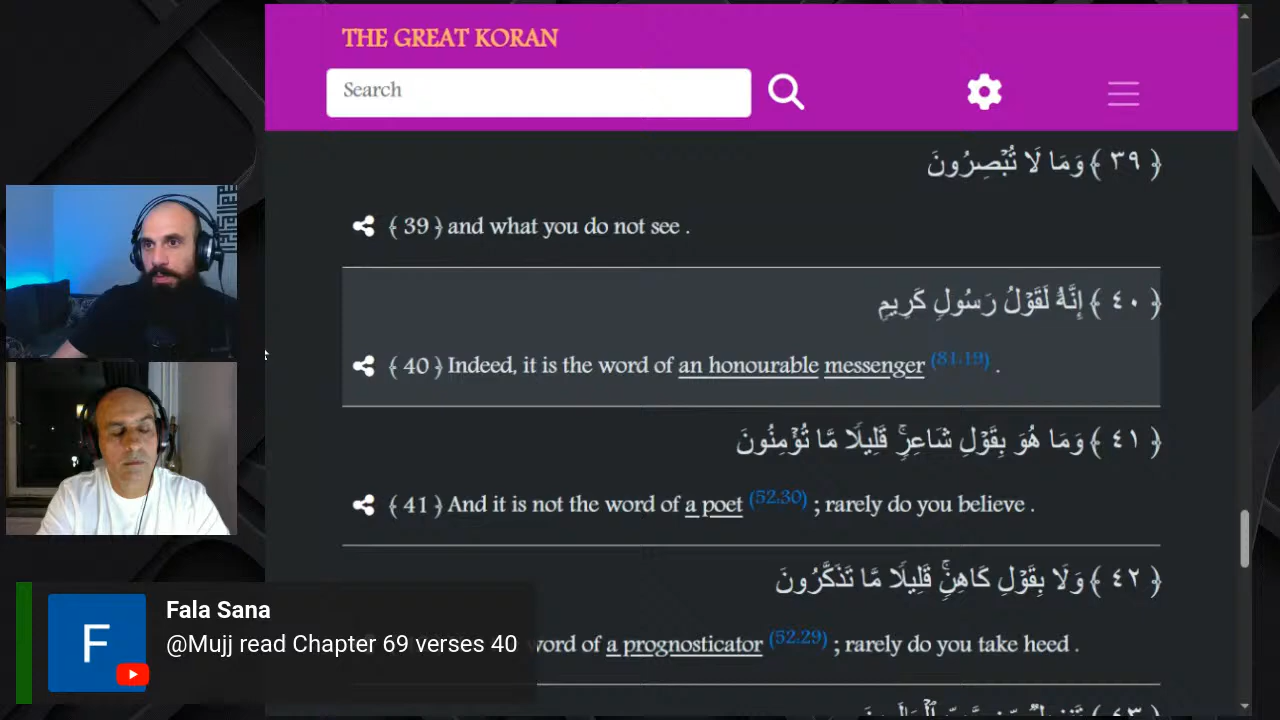 THE GREAT KORAN
Search
﴿ ٣٩ ﴾ وَمَا لَا تُبْصِرُونَ
﴿ 39 ﴾ and what you do not see .
﴿ ٤٠ ﴾ إِنَّهُۥ لَقَوْلُ رَسُولٍ كَرِيمٍ
﴿ 40 ﴾ Indeed, it is the word of an honourable messenger (81.19) .
﴿ ٤١ ﴾ وَمَا هُوَ بِقَوْلِ شَاعِرٍۚ قَلِيلًا مَّا تُؤْمِنُونَ
﴿ 41 ﴾ And it is not the word of a poet (52.30) ; rarely do you believe .
﴿ ٤٢ ﴾ وَلَا بِقَوْلِ كَاهِنٍۚ قَلِيلًا مَّا تَذَكَّرُونَ
word of a prognosticator (52.29) ; rarely do you take heed .
F
Fala Sana
@Mujj read Chapter 69 verses 40